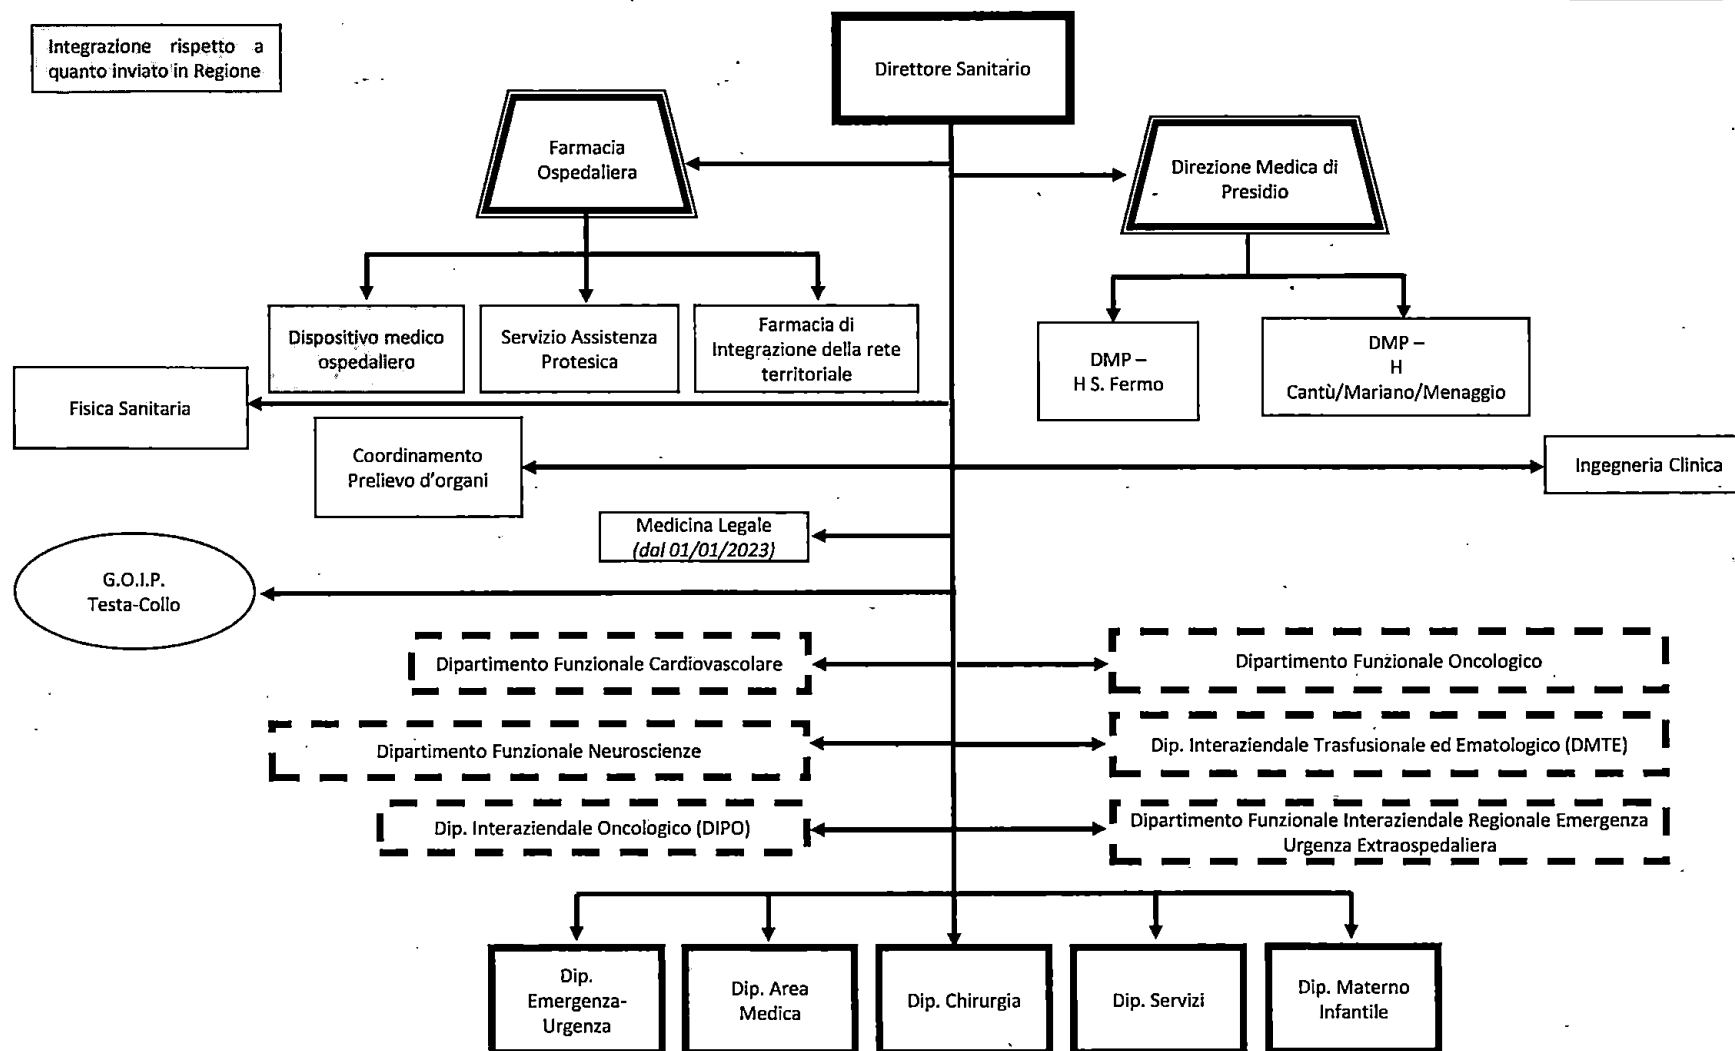 Integrazione rispetto a
quanto inviato in Regione
Direttore Sanitario
Farmacia
Ospedaliera
Direzione Medica di
Presidio
Dispositivo medico
ospedaliero
Servizio Assistenza
Protesica
Farmacia di
Integrazione della rete
territoriale
DMP –
H S. Fermo
DMP –
H
Cantù/Mariano/Menaggio
Fisica Sanitaria
Coordinamento
Prelievo d'organi
Ingegneria Clinica
Medicina Legale
(dal 01/01/2023)
G.O.I.P.
Testa-Collo
Dipartimento Funzionale Cardiovascolare
Dipartimento Funzionale Oncologico
Dipartimento Funzionale Neuroscienze
Dip. Interaziendale Trasfusionale ed Ematologico (DMTE)
Dip. Interaziendale Oncologico (DIPO)
Dipartimento Funzionale Interaziendale Regionale Emergenza
Urgenza Extraospedaliera
Dip.
Emergenza-
Urgenza
Dip. Area
Medica
Dip. Chirurgia
Dip. Servizi
Dip. Materno
Infantile